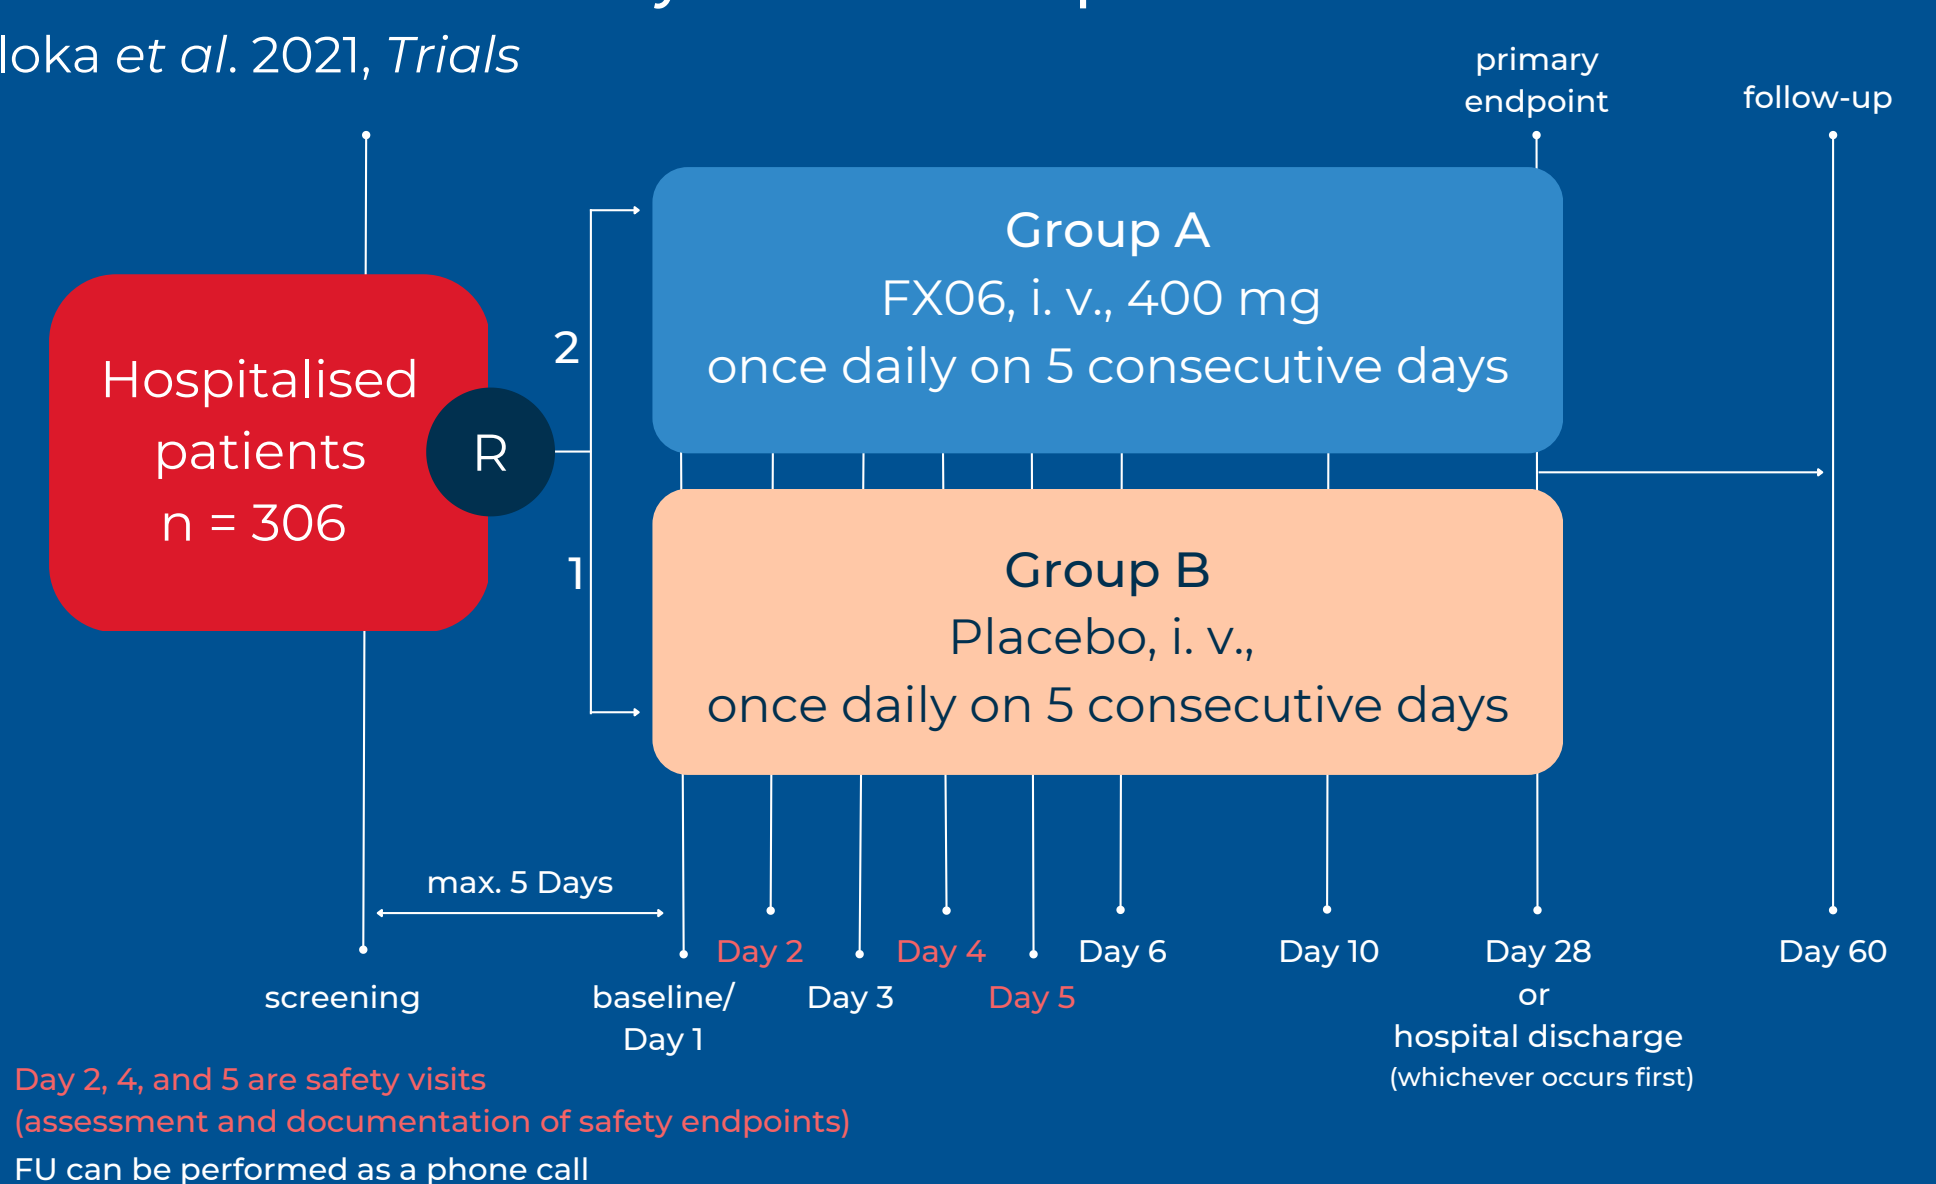 loka et al. 2021, Trials
primary
endpoint
follow-up
Hospitalised
patients
n = 306
R
2
1
Group A
FX06, i. v., 400 mg
once daily on 5 consecutive days
Group B
Placebo, i. v.,
once daily on 5 consecutive days
max. 5 Days
screening
baseline/
Day 1
Day 2
Day 3
Day 4
Day 5
Day 6
Day 10
Day 28
or
hospital discharge
(whichever occurs first)
Day 60
Day 2, 4, and 5 are safety visits
(assessment and documentation of safety endpoints)
FU can be performed as a phone call